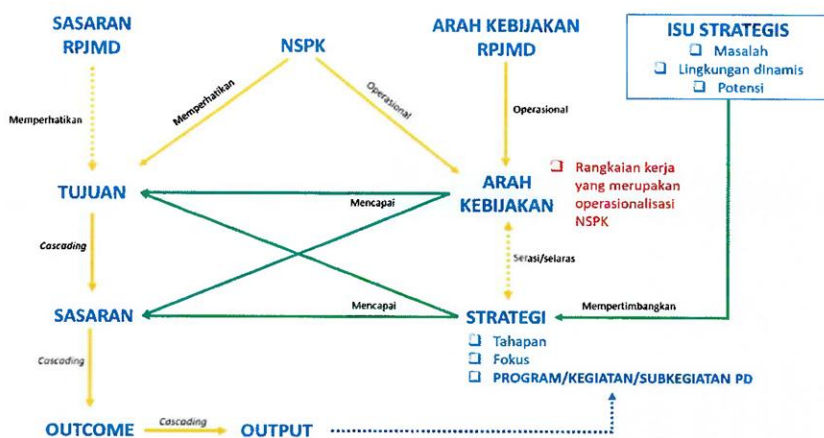 SASARAN
RPJMD
NSPK
ARAH KEBIJAKAN
RPJMD
ISU STRATEGIS
Masalah
Lingkungan dinamis
Potensi
Memperhatikan
Memperhatikan
Operasional
Operasional
TUJUAN
Mencapai
ARAH
KEBIJAKAN
Rangkaian kerja
yang merupakan
operasionalisasi
NSPK
Cascading
Serasi/selaras
SASARAN
Mencapai
STRATEGI
Mempertimbangkan
Tahapan
Fokus
PROGRAM/KEGIATAN/SUBKEGIATAN PD
Cascading
OUTCOME
Cascading
OUTPUT